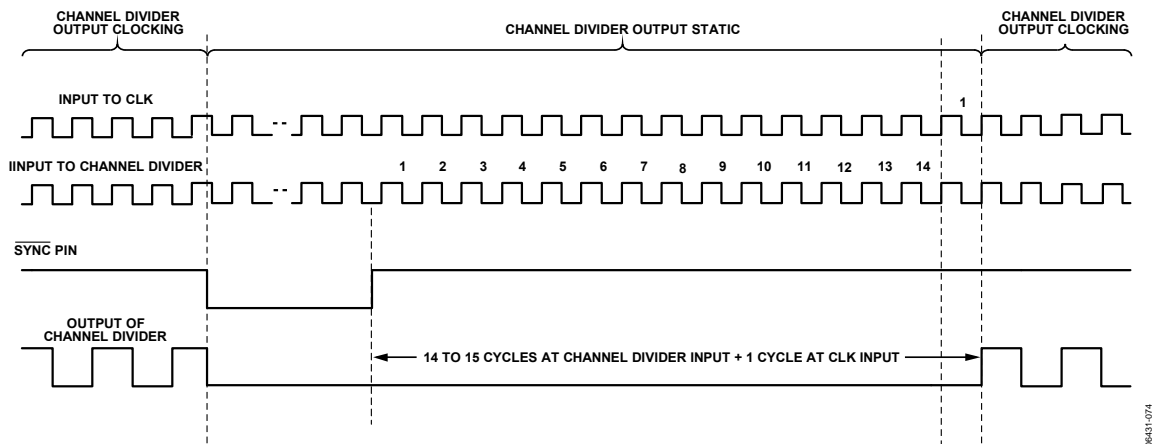 CHANNEL DIVIDER
OUTPUT CLOCKING
CHANNEL DIVIDER OUTPUT STATIC
CHANNEL DIVIDER
OUTPUT CLOCKING
INPUT TO CLK
1
IINPUT TO CHANNEL DIVIDER
1 2 3 4 5 6 7 8 9 10 11 12 13 14
SYNC PIN
OUTPUT OF
CHANNEL DIVIDER
14 TO 15 CYCLES AT CHANNEL DIVIDER INPUT + 1 CYCLE AT CLK INPUT
06431-074